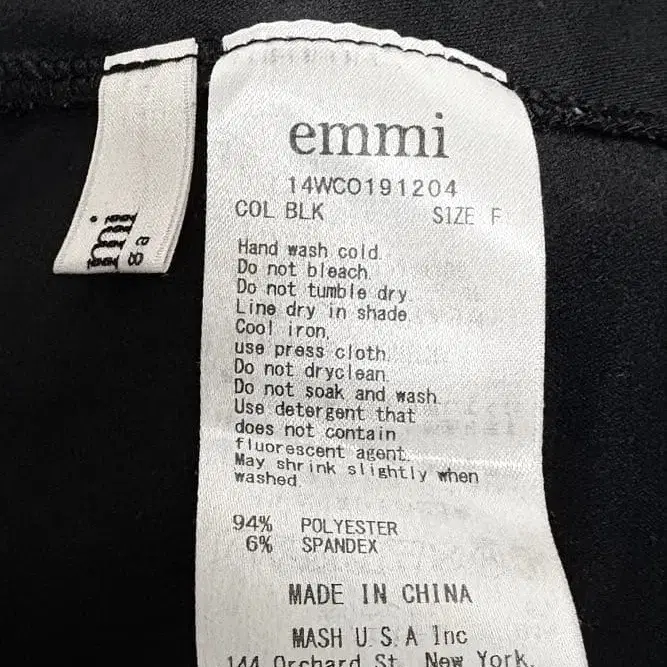 emmi
14WCO191204
COL BLK SIZE F
Hand wash cold.
Do not bleach.
Do not tumble dry.
Line dry in shade.
Cool iron,
use press cloth.
Do not dryclean.
Do not soak and wash.
Use detergent that
does not contain
fluorescent agent.
May shrink slightly when
washed.
94% POLYESTER
6% SPANDEX
MADE IN CHINA
MASH U.S.A Inc
144 Orchard St. New York,